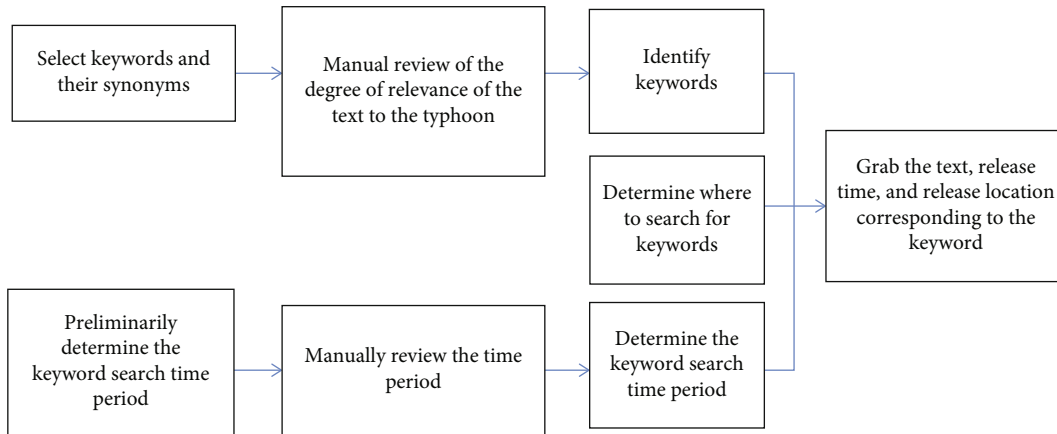 Select keywords and
their synonyms
Manual review of the
degree of relevance of the
text to the typhoon
Identify
keywords
Determine where
to search for
keywords
Grab the text, release
time, and release location
corresponding to the
keyword
Preliminarily
determine the
keyword search time
period
Manually review the time
period
Determine the
keyword search
time period